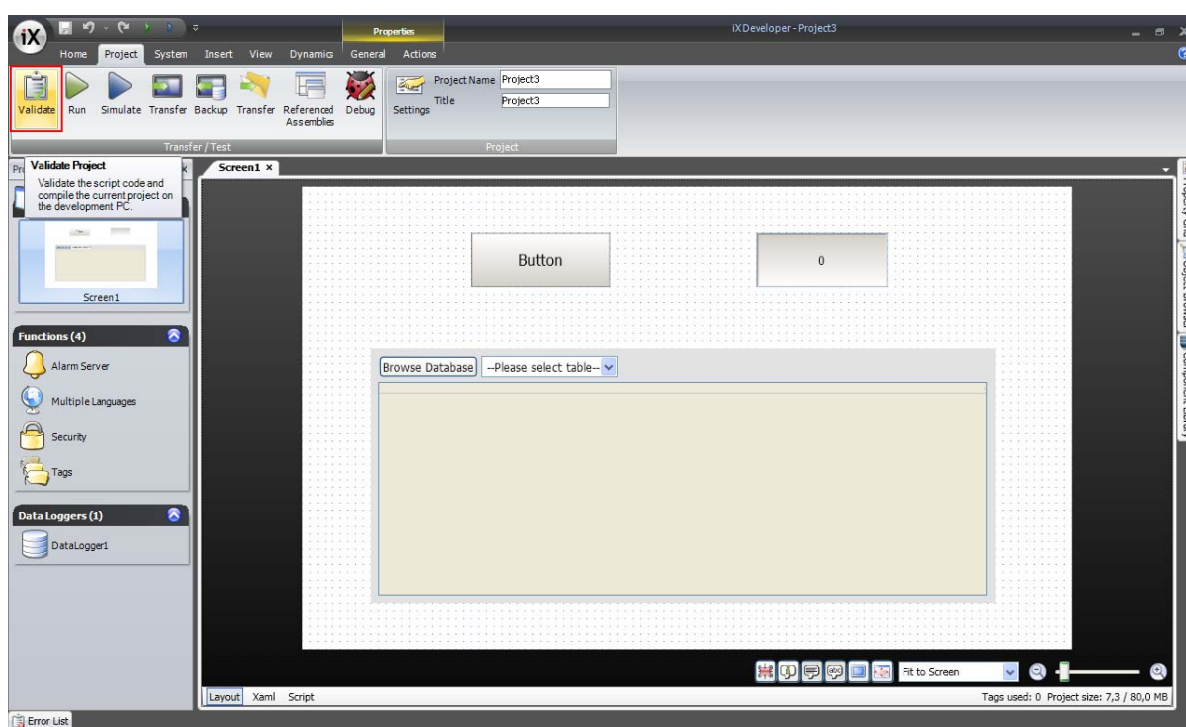 iX
iX Developer - Project3
Properties
Home Project System Insert View Dynamics General Actions
Validate Run Simulate Transfer Backup Transfer Referenced Assemblies Debug
Settings
Project Name Project3
Title Project3
Transfer / Test
Project
Validate Project
Validate the script code and
compile the current project on
the development PC.
Screen1 x
Button
0
Screen1
Browse Database --Please select table--
Functions (4)
Alarm Server
Multiple Languages
Security
Tags
Data Loggers (1)
DataLogger1
Fit to Screen
Layout Xaml Script
Tags used: 0 Project size: 7,3 / 80,0 MB
Error List